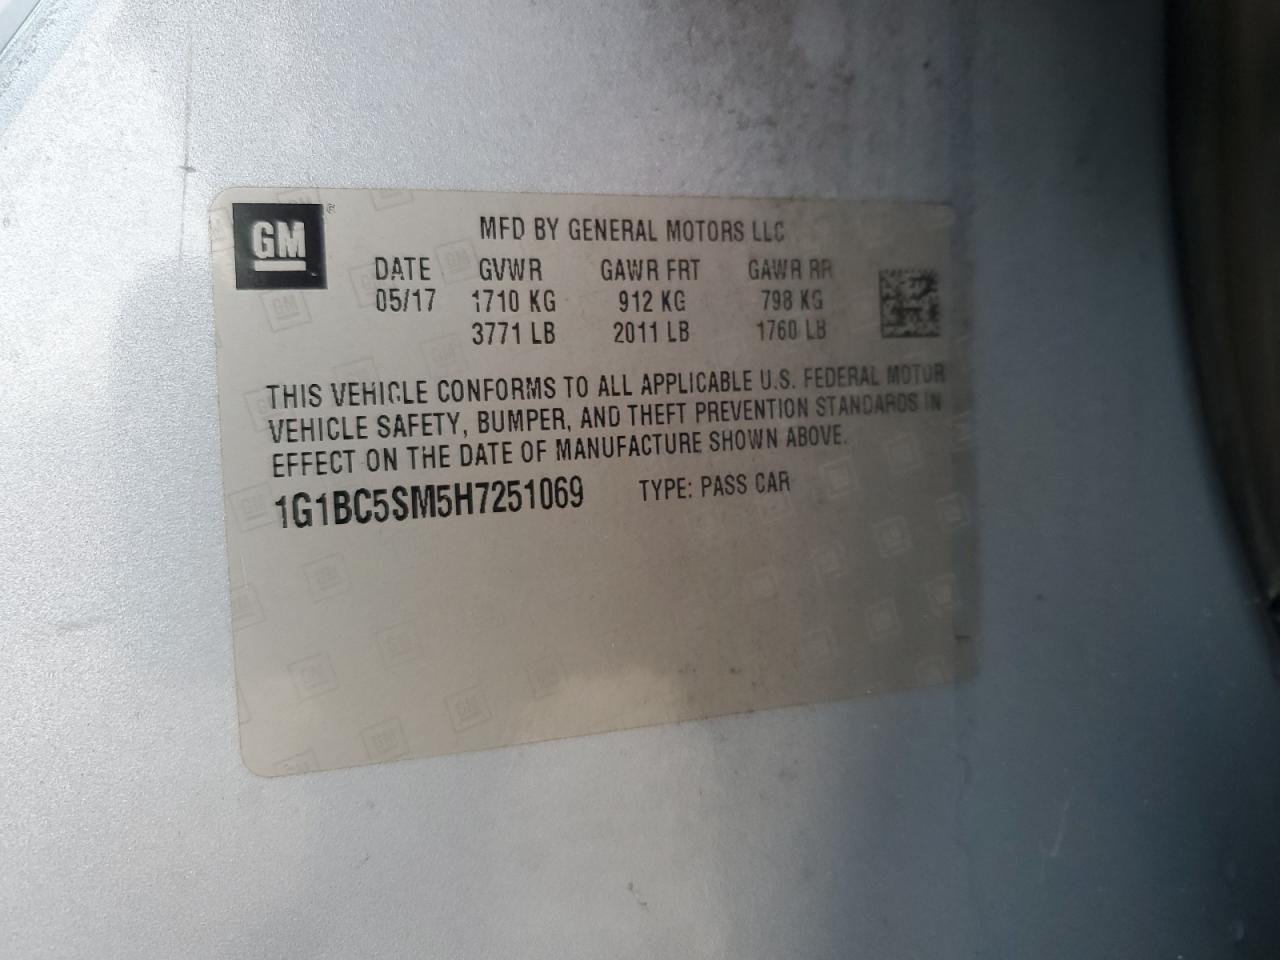 GM
MFD BY GENERAL MOTORS LLC
DATE GVWR GAWR FRT GAWR RR
05/17 1710 KG 912 KG 798 KG
3771 LB 2011 LB 1760 LB
THIS VEHICLE CONFORMS TO ALL APPLICABLE U.S. FEDERAL MOTOR
VEHICLE SAFETY, BUMPER, AND THEFT PREVENTION STANDARDS IN
EFFECT ON THE DATE OF MANUFACTURE SHOWN ABOVE.
1G1BC5SM5H7251069 TYPE: PASS CAR